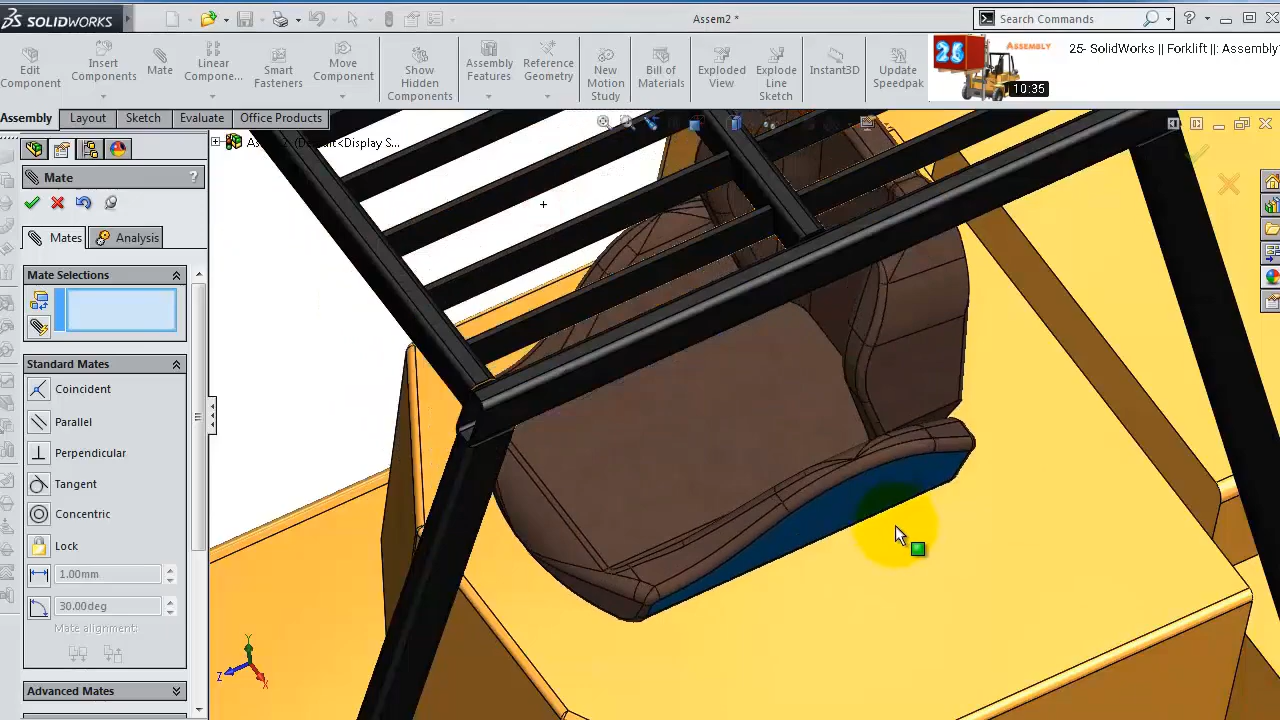 SOLIDWORKS
Assem2 *
Search Commands
?
Edit Component
Insert Components
Mate
Linear Compone...
Smart Fasteners
Move Component
Show Hidden Components
Assembly Features
Reference Geometry
New Motion Study
Bill of Materials
Exploded View
Explode Line Sketch
Instant3D
Update Speedpak
25
ASSEMBLY
25- SolidWorks || Forklift ||: Assembly
10:35
Assembly
Layout
Sketch
Evaluate
Office Products
Mate
?
Mates
Analysis
Mate Selections
Standard Mates
Coincident
Parallel
Perpendicular
Tangent
Concentric
Lock
1.00mm
30.00deg
Mate alignment:
Advanced Mates
Y
Z
X